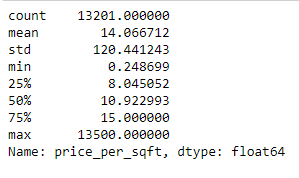 count 13201.000000
mean 14.066712
std 120.441243
min 0.248699
25% 8.045052
50% 10.922993
75% 15.000000
max 13500.000000
Name: price_per_sqft, dtype: float64